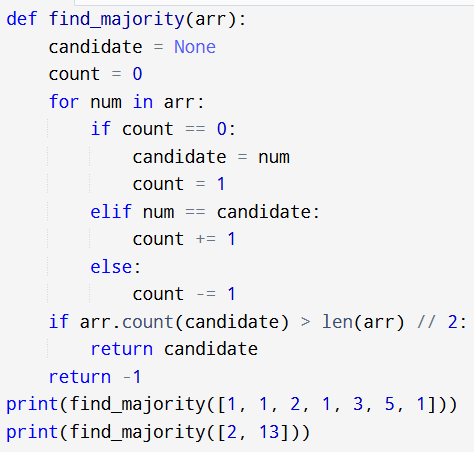 def find_majority(arr):
    candidate = None
    count = 0
    for num in arr:
        if count == 0:
            candidate = num
            count = 1
        elif num == candidate:
            count += 1
        else:
            count -= 1
    if arr.count(candidate) > len(arr) // 2:
        return candidate
    return -1
print(find_majority([1, 1, 2, 1, 3, 5, 1]))
print(find_majority([2, 13]))